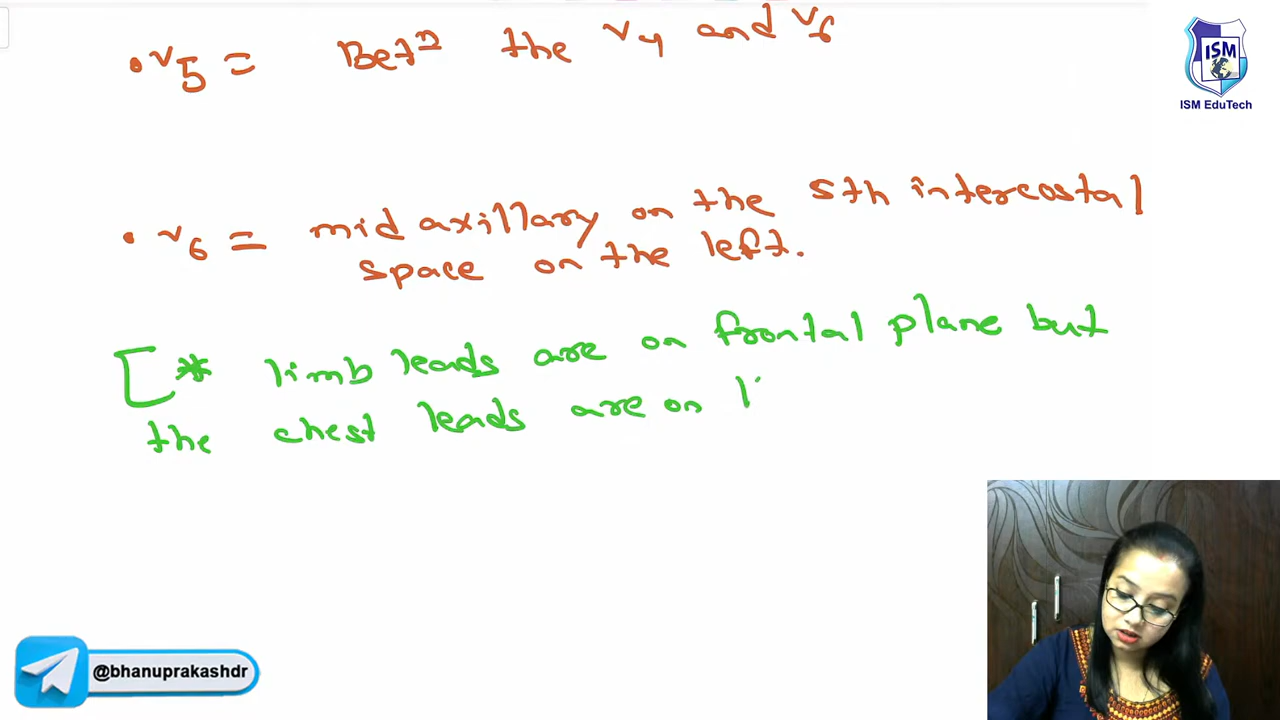 • V5 = Betⁿ the V4 and V6
ISM
ISM EduTech
• V6 = mid axillary on the 5th intercostal
space on the left.
[* limb leads are on frontal plane but
the chest leads are on
@bhanuprakashdr